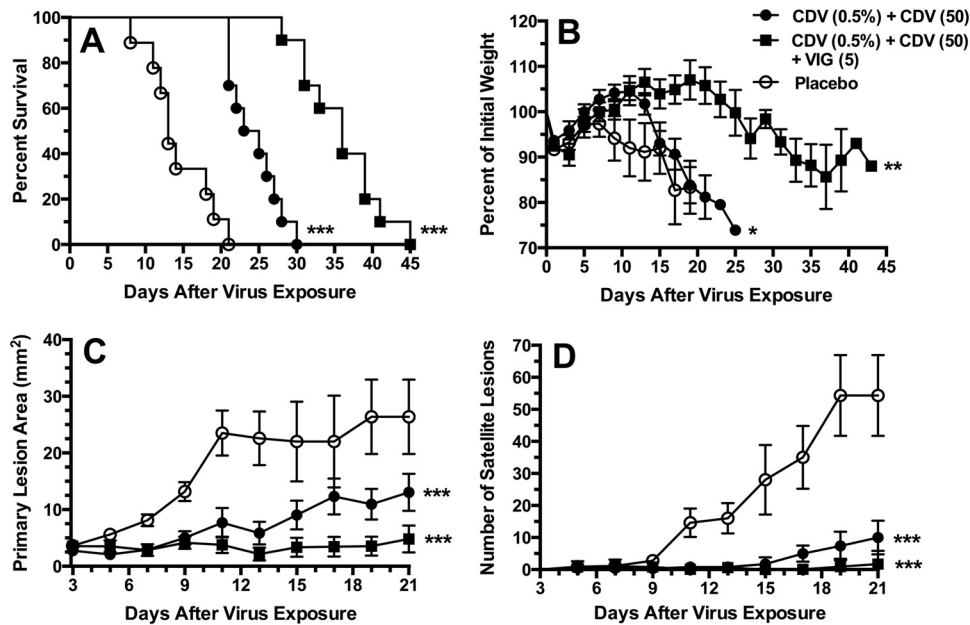 A
Percent Survival
100
80
60
40
20
0
0 5 10 15 20 25 30 35 40 45
Days After Virus Exposure
***
***
B
Percent of Initial Weight
120
110
100
90
80
70
0 5 10 15 20 25 30 35 40 45
Days After Virus Exposure
CDV (0.5%) + CDV (50)
CDV (0.5%) + CDV (50)
+ VIG (5)
Placebo
**
*
C
Primary Lesion Area (mm²)
40
30
20
10
0
3 6 9 12 15 18 21
Days After Virus Exposure
***
***
D
Number of Satellite Lesions
70
60
50
40
30
20
10
0
3 6 9 12 15 18 21
Days After Virus Exposure
***
***